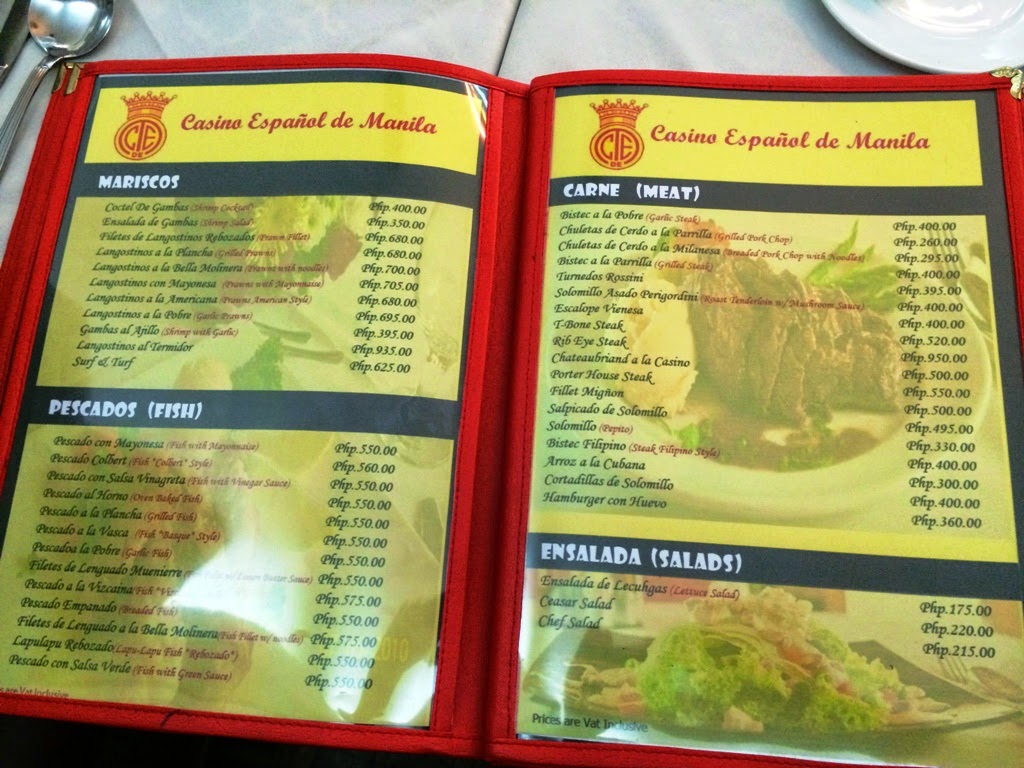 CE DE
Casino Español de Manila
MARISCOS
Coctel De Gambas (Shrimp Cocktail) Php.400.00
Ensalada de Gambas (Shrimp Salad) Php.350.00
Filetes de Langostinos Rebozados (Prawn Fillet) Php.680.00
Langostinos a la Plancha (Grilled Prawns) Php.680.00
Langostinos a la Bella Molinera (Prawns with noodles) Php.700.00
Langostinos con Mayonesa (Prawns with Mayonnaise) Php.705.00
Langostinos a la Americana (Prawns American Style) Php.680.00
Langostinos a la Pobre (Garlic Prawns) Php.695.00
Gambas al Ajillo (Shrimp with Garlic) Php.395.00
Langostinos al Termidor Php.935.00
Surf & Turf Php.625.00
PESCADOS (FISH)
Pescado con Mayonesa (Fish with Mayonnaise) Php.550.00
Pescado Colbert (Fish "Colbert" Style) Php.560.00
Pescado con Salsa Vinagreta (Fish with Vinegar Sauce) Php.550.00
Pescado al Horno (Oven Baked Fish) Php.550.00
Pescado a la Plancha (Grilled Fish) Php.550.00
Pescado a la Vasca (Fish "Basque" Style) Php.550.00
Pescadoa la Pobre (Garlic Fish) Php.550.00
Filetes de Lenguado Muenierre w/ Lemon Butter Sauce) Php.550.00
Pescado a la Vizcaina (Fish Php.575.00
Pescado Empanado (Breaded Fish) Php.550.00
Filetes de Lenguado a la Bella Molinera (Fish Fillet w/ noodles) Php.575.00
Lapulapu Rebozado (Lapu-Lapu Fish "Rebozado") Php.550.00
Pescado con Salsa Verde (Fish with Green Sauce) Php.550.00
2010
es are Vat Inclusive
CE DE
Casino Español de Manila
CARNE (MEAT)
Bistec a la Pobre (Garlic Steak) Php.400.00
Chuletas de Cerdo a la Parrilla (Grilled Pork Chop) Php.260.00
Chuletas de Cerdo a la Milanesa (Breaded Pork Chop with Noodles) Php.295.00
Bistec a la Parrilla (Grilled Steak) Php.400.00
Turnedos Rossini Php.395.00
Solomillo Asado Perigordini (Roast Tenderloin w/ Mushroom Sauce) Php.400.00
Escalope Vienesa Php.400.00
T-Bone Steak Php.520.00
Rib Eye Steak Php.950.00
Chateaubriand a la Casino Php.500.00
Porter House Steak Php.550.00
Fillet Migñon Php.500.00
Salpicado de Solomillo Php.495.00
Solomillo (Pepito) Php.330.00
Bistec Filipino (Steak Filipino Style) Php.400.00
Arroz a la Cubana Php.300.00
Cortadillas de Solomillo Php.400.00
Hamburger con Huevo Php.360.00
ENSALADA (SALADS)
Ensalada de Lecuhgas (Lettuce Salad) Php.175.00
Ceasar Salad Php.220.00
Chef Salad Php.215.00
Prices are Vat Inclusive